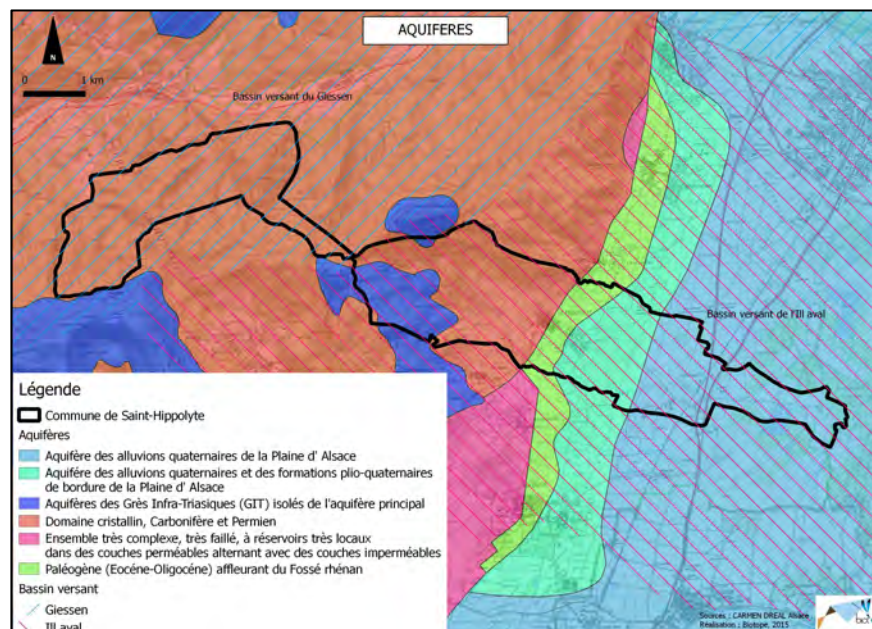 AQUIFERES
N
0 1 km
Bassin versant du Giessen
Bassin versant de l'Ill aval
Légende
Commune de Saint-Hippolyte
Aquifères
Aquifère des alluvions quaternaires de la Plaine d' Alsace
Aquifère des alluvions quaternaires et des formations plio-quaternaires
de bordure de la Plaine d' Alsace
Aquifères des Grès Infra-Triasiques (GIT) isolés de l'aquifère principal
Domaine cristallin, Carbonifère et Permien
Ensemble très complexe, très faillé, à réservoirs très locaux
dans des couches perméables alternant avec des couches imperméables
Paléogène (Eocéne-Oligocéne) affleurant du Fossé rhénan
Bassin versant
Giessen
Ill aval
Sources : CARMEN DREAL Alsace
Réalisation : Biotope, 2015